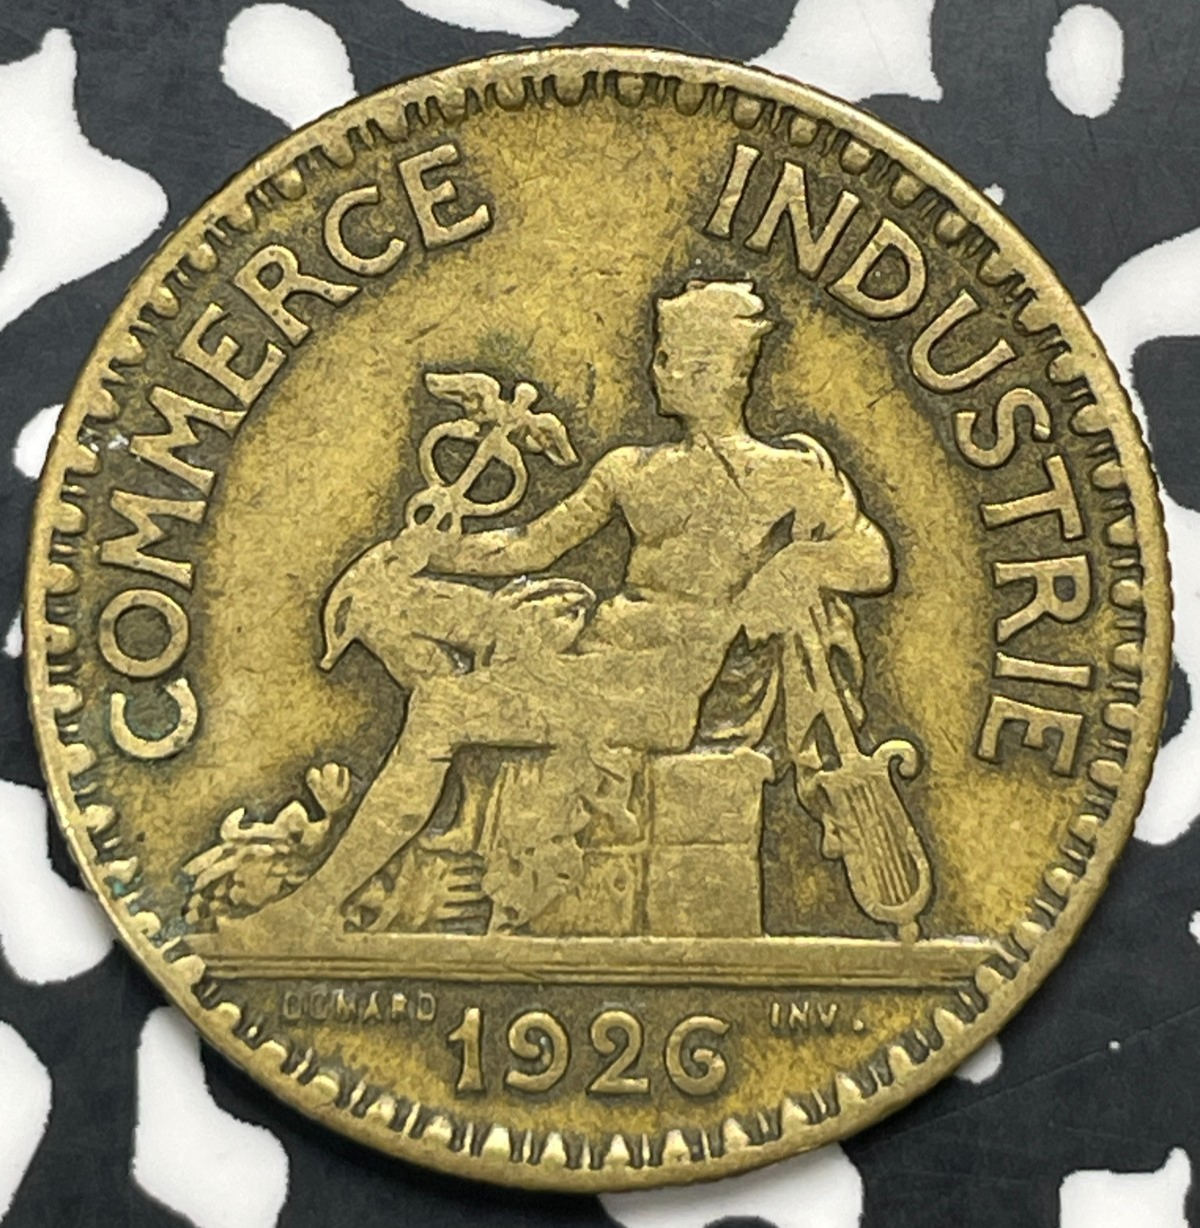 COMMERCE INDUSTRIE
DOMARD INV.
1926